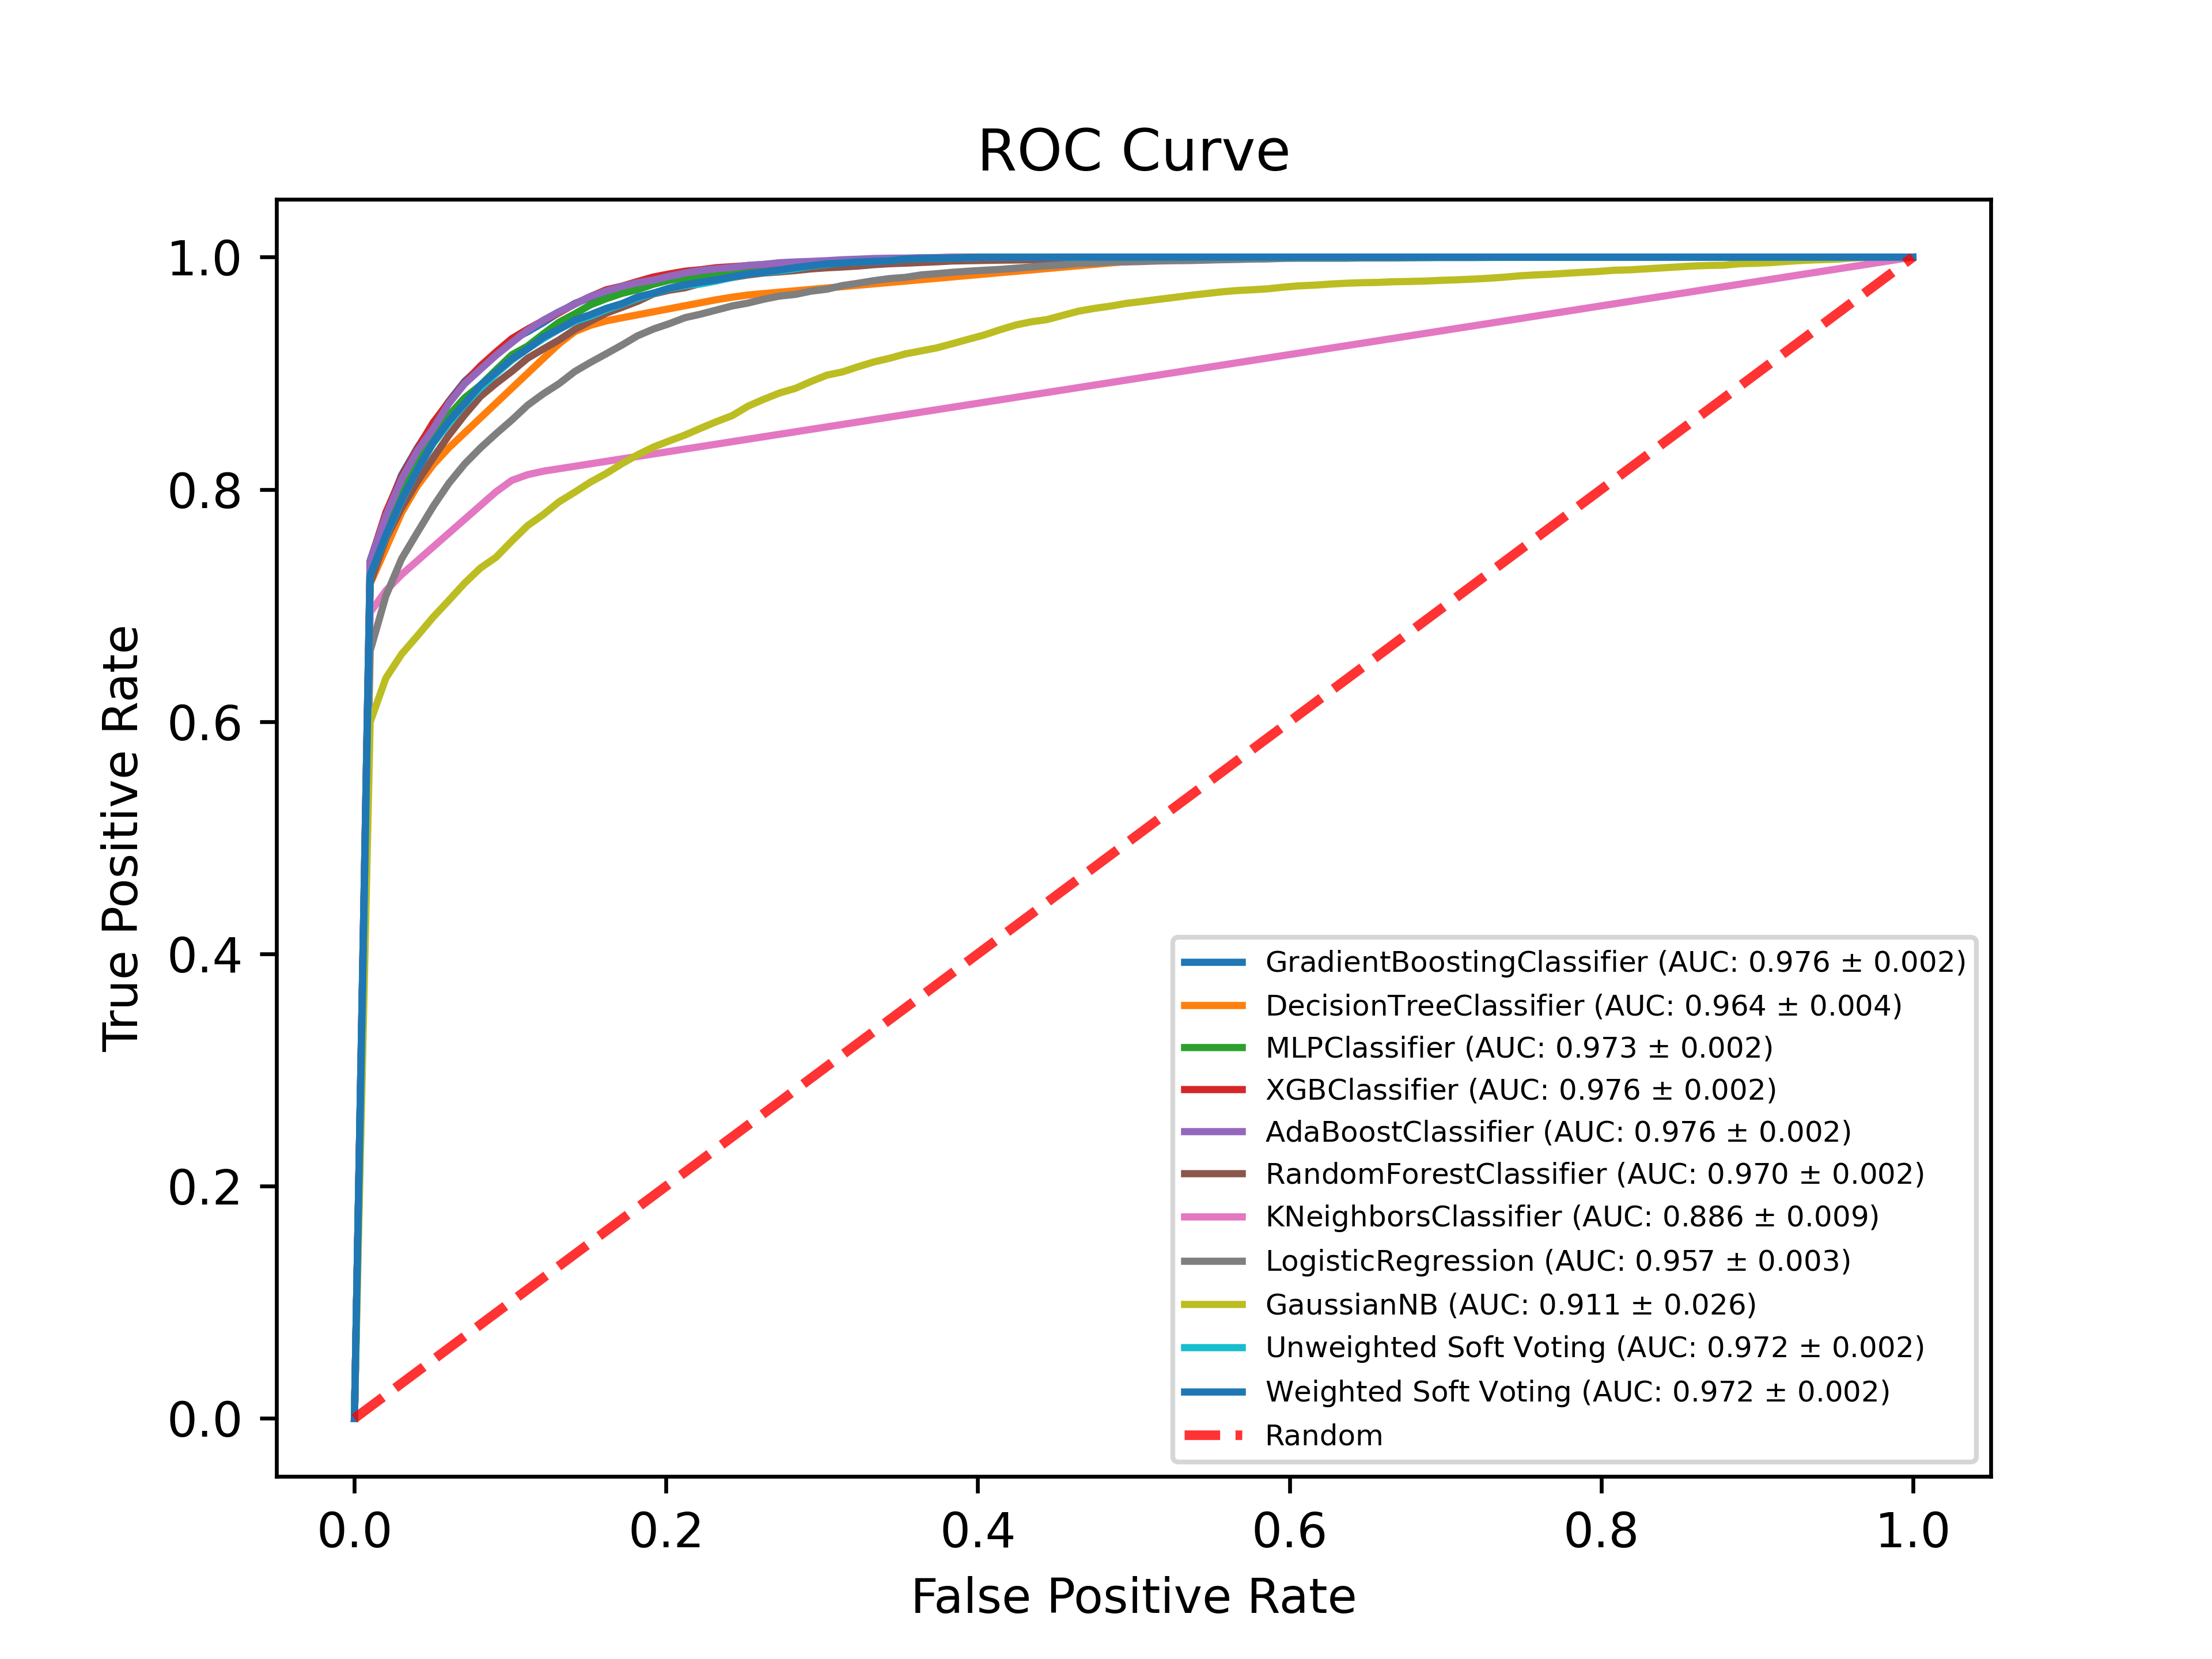 ROC Curve
True Positive Rate
1.0
0.8
0.6
0.4
0.2
0.0
GradientBoostingClassifier (AUC: 0.976 ± 0.002)
DecisionTreeClassifier (AUC: 0.964 ± 0.004)
MLPClassifier (AUC: 0.973 ± 0.002)
XGBClassifier (AUC: 0.976 ± 0.002)
AdaBoostClassifier (AUC: 0.976 ± 0.002)
RandomForestClassifier (AUC: 0.970 ± 0.002)
KNeighborsClassifier (AUC: 0.886 ± 0.009)
LogisticRegression (AUC: 0.957 ± 0.003)
GaussianNB (AUC: 0.911 ± 0.026)
Unweighted Soft Voting (AUC: 0.972 ± 0.002)
Weighted Soft Voting (AUC: 0.972 ± 0.002)
Random
0.0 0.2 0.4 0.6 0.8 1.0
False Positive Rate